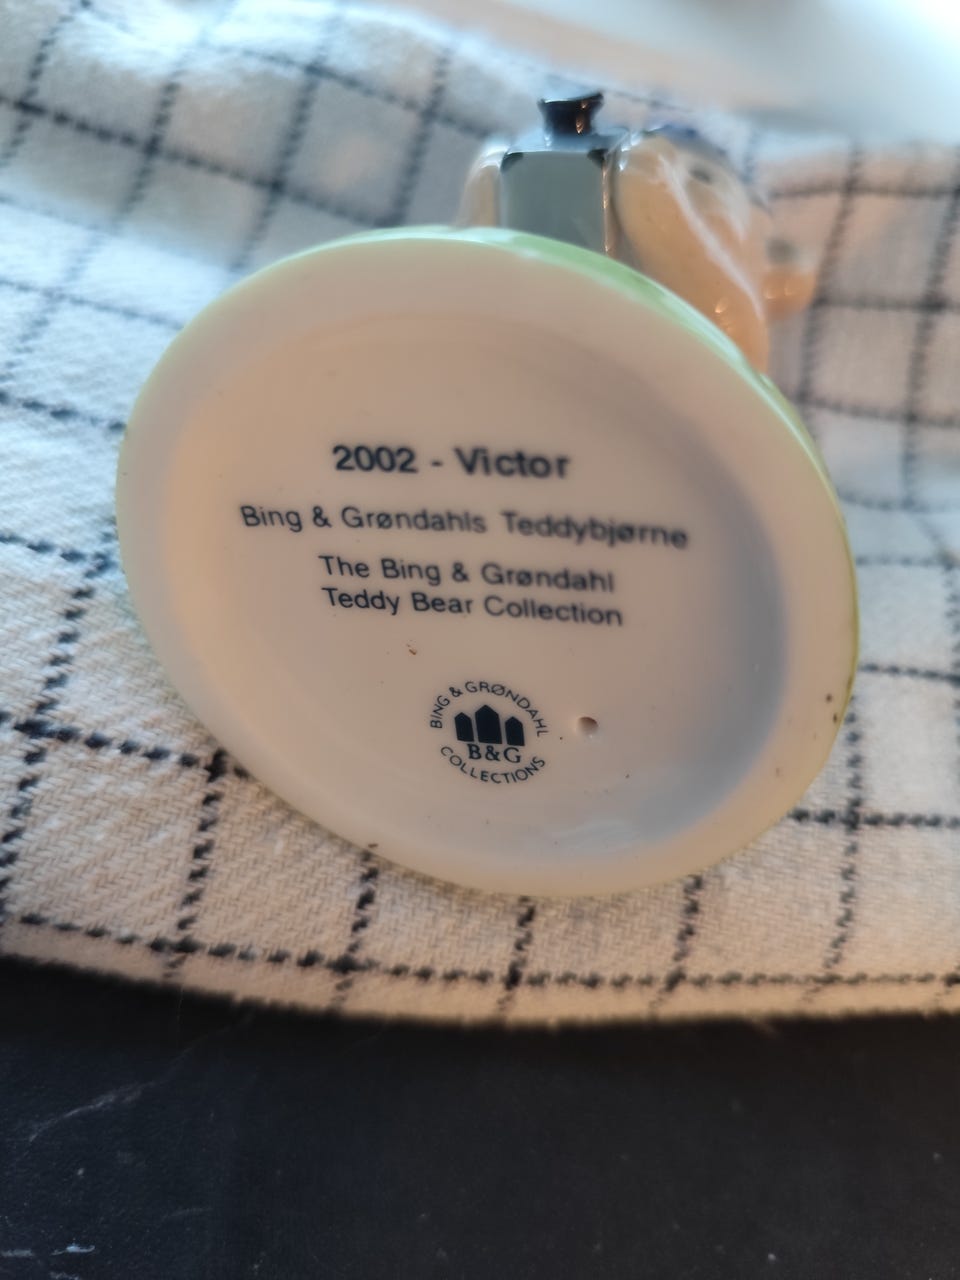 2002 - Victor
Bing & Grøndahls Teddybjørne
The Bing & Grøndahl
Teddy Bear Collection
BING & GRØNDAHL
B&G
COLLECTIONS